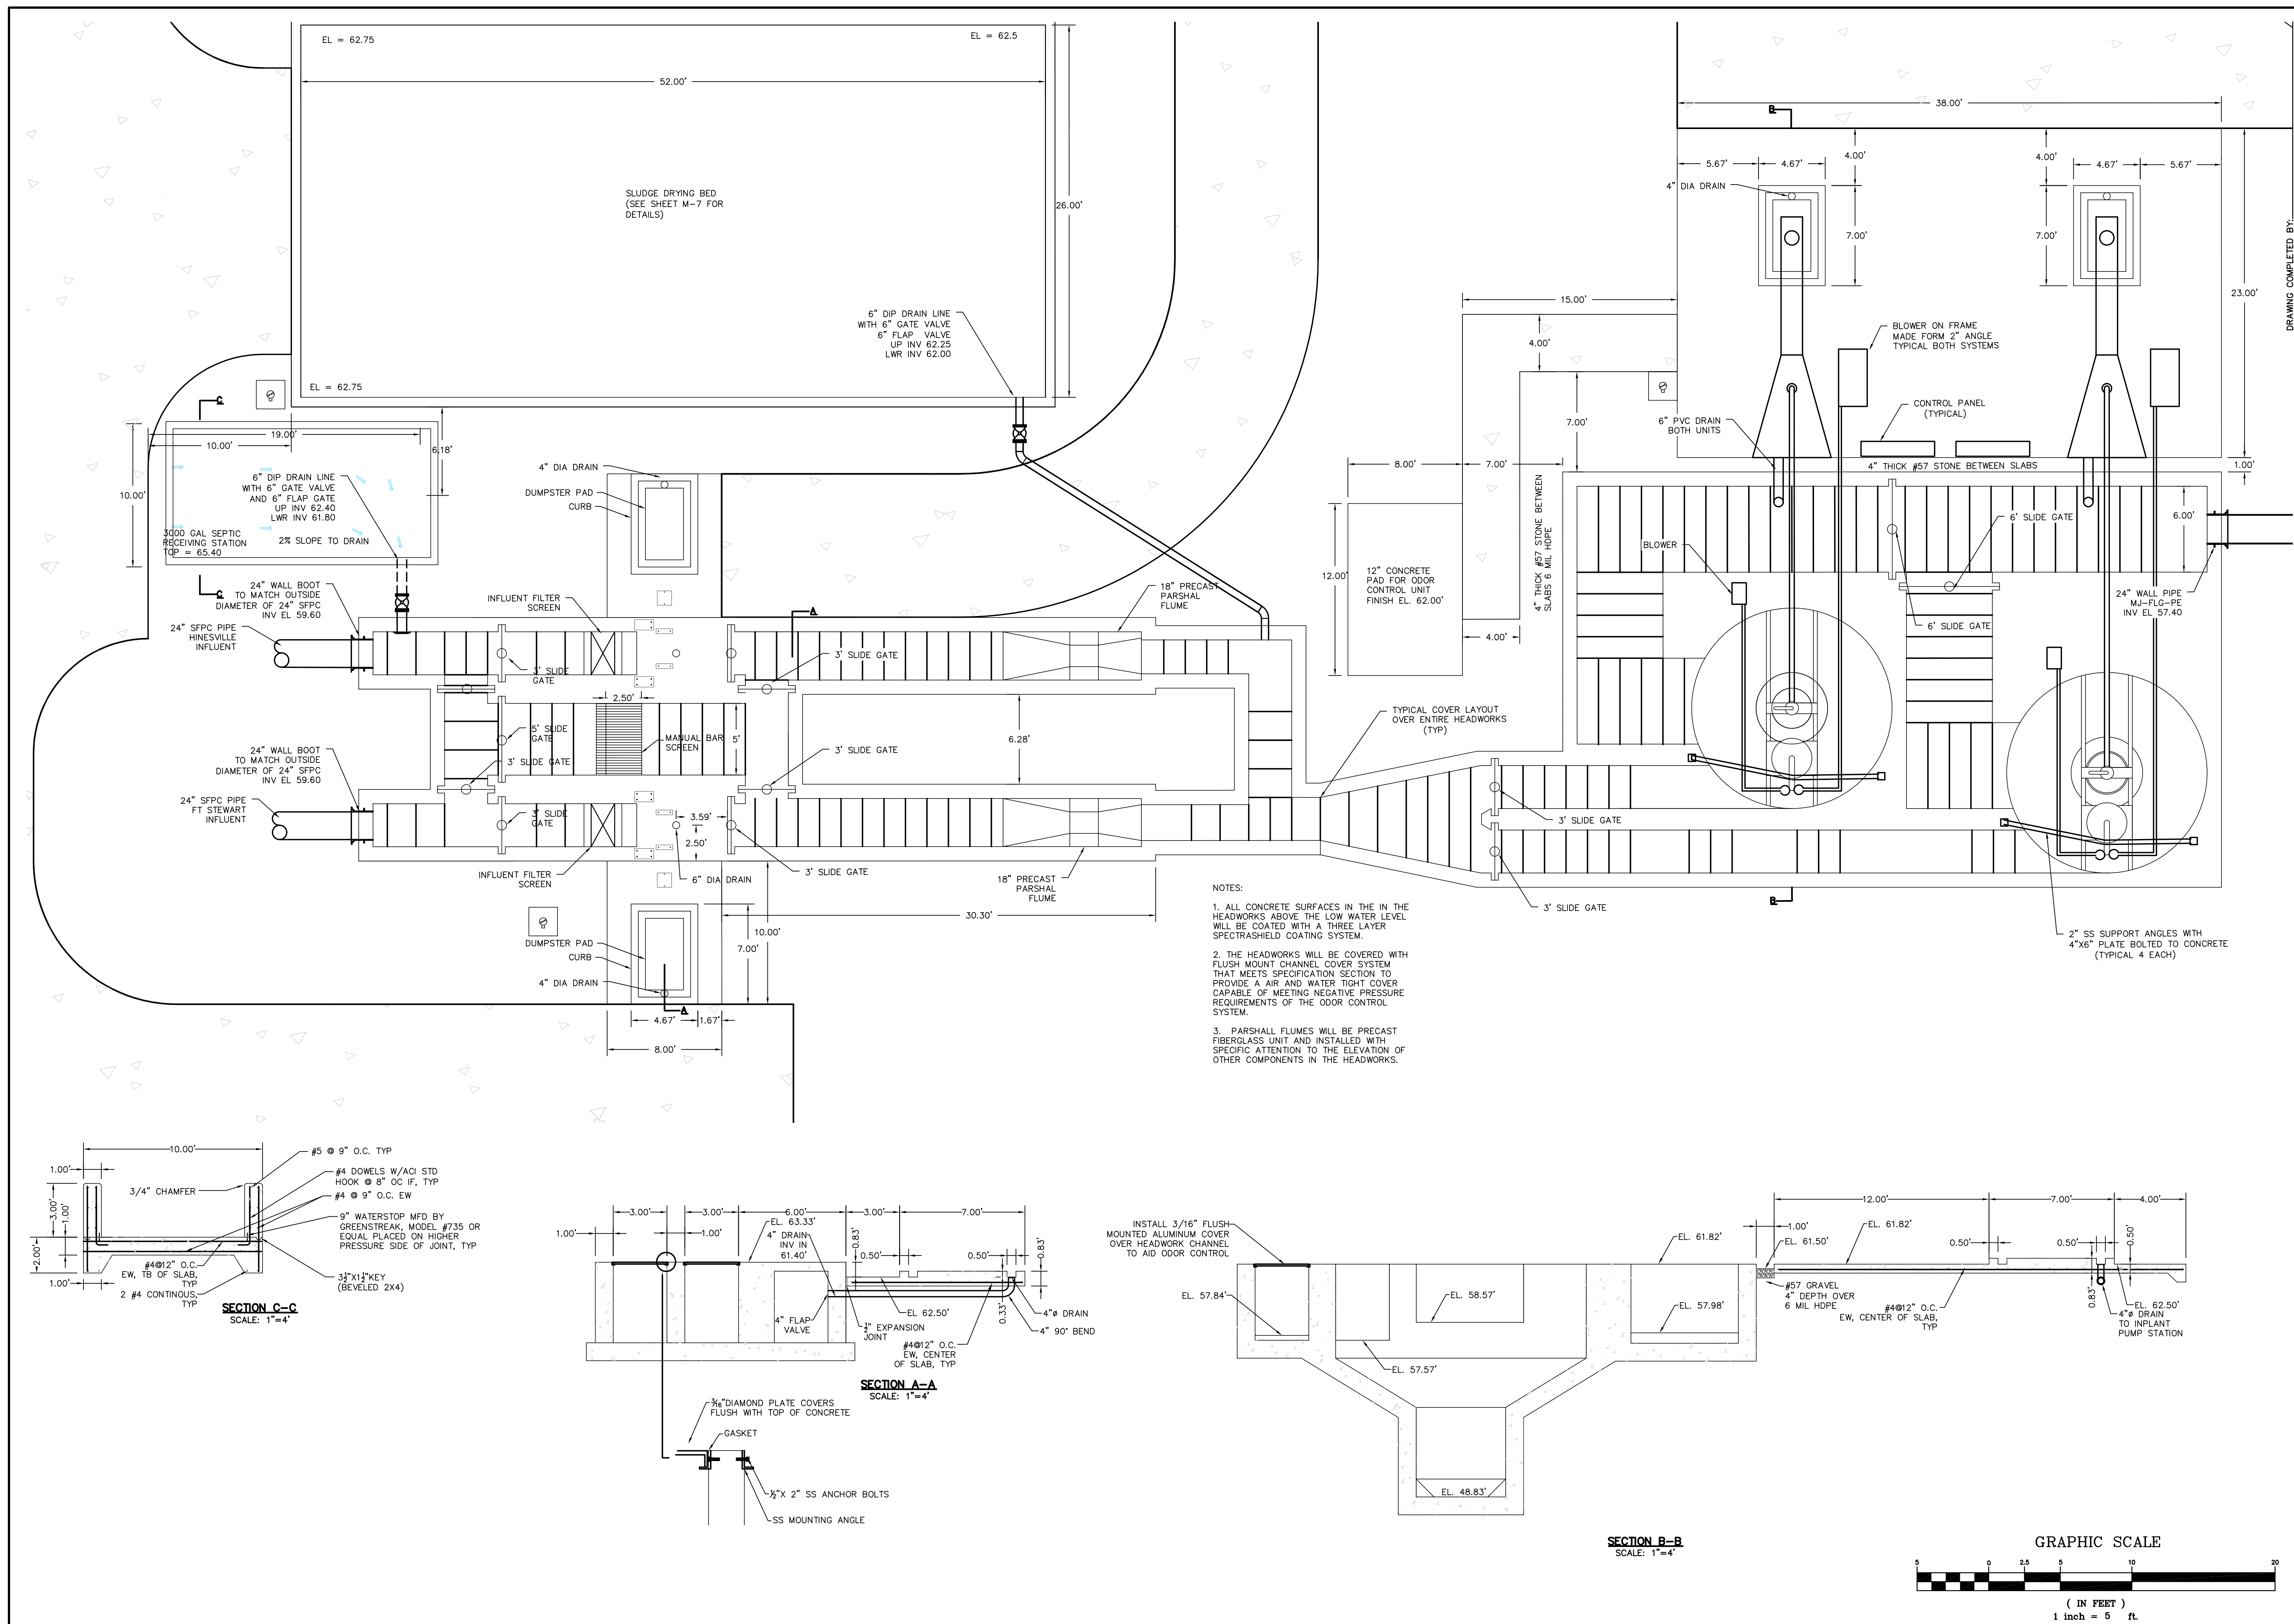 EL = 62.75
EL = 62.5
52.00'
38.00'
B
5.67'
4.67'
4.00'
4.00'
4.67'
5.67'
4" DIA DRAIN
SLUDGE DRYING BED
(SEE SHEET M-7 FOR
DETAILS)
26.00'
7.00'
7.00'
23.00'
DRAWING COMPLETED BY:
15.00'
4.00'
6" DIP DRAIN LINE
WITH 6" GATE VALVE
6" FLAP VALVE
UP INV 62.25
LWR INV 62.00
BLOWER ON FRAME
MADE FORM 2" ANGLE
TYPICAL BOTH SYSTEMS
EL = 62.75
C
19.00'
10.00'
6.18'
10.00'
6" DIP DRAIN LINE
WITH 6" GATE VALVE
AND 6" FLAP GATE
UP INV 62.40
LWR INV 61.80
3000 GAL SEPTIC
RECEIVING STATION
TOP = 65.40
2% SLOPE TO DRAIN
C
4" DIA DRAIN
DUMPSTER PAD
CURB
7.00'
8.00'
7.00'
6" PVC DRAIN
BOTH UNITS
CONTROL PANEL
(TYPICAL)
4" THICK #57 STONE BETWEEN SLABS
1.00'
4" THICK #57 STONE BETWEEN
SLABS 6 MIL HDPE
12.00'
12" CONCRETE
PAD FOR ODOR
CONTROL UNIT
FINISH EL. 62.00'
4.00'
BLOWER
6' SLIDE GATE
6.00'
24" WALL PIPE
MJ-FLG-PE
INV EL 57.40
6' SLIDE GATE
24" WALL BOOT
TO MATCH OUTSIDE
DIAMETER OF 24" SFPC
INV EL 59.60
24" SFPC PIPE
HINESVILLE
INFLUENT
INFLUENT FILTER
SCREEN
A
18" PRECAST
PARSHAL
FLUME
3' SLIDE
GATE
3' SLIDE GATE
2.50'
5' SLIDE
GATE
MANUAL BAR
SCREEN
5'
6.28'
3' SLIDE GATE
3' SLIDE GATE
TYPICAL COVER LAYOUT
OVER ENTIRE HEADWORKS
(TYP)
24" WALL BOOT
TO MATCH OUTSIDE
DIAMETER OF 24" SFPC
INV EL 59.60
24" SFPC PIPE
FT STEWART
INFLUENT
3' SLIDE
GATE
3.59'
2.50'
INFLUENT FILTER
SCREEN
6" DIA DRAIN
3' SLIDE GATE
18" PRECAST
PARSHAL
FLUME
3' SLIDE GATE
3' SLIDE GATE
B
30.30'
10.00'
7.00'
DUMPSTER PAD
CURB
4" DIA DRAIN
A
4.67'
1.67'
8.00'
2" SS SUPPORT ANGLES WITH
4"X6" PLATE BOLTED TO CONCRETE
(TYPICAL 4 EACH)
NOTES:
1. ALL CONCRETE SURFACES IN THE IN THE
HEADWORKS ABOVE THE LOW WATER LEVEL
WILL BE COATED WITH A THREE LAYER
SPECTRASHIELD COATING SYSTEM.
2. THE HEADWORKS WILL BE COVERED WITH
FLUSH MOUNT CHANNEL COVER SYSTEM
THAT MEETS SPECIFICATION SECTION TO
PROVIDE A AIR AND WATER TIGHT COVER
CAPABLE OF MEETING NEGATIVE PRESSURE
REQUIREMENTS OF THE ODOR CONTROL
SYSTEM.
3. PARSHALL FLUMES WILL BE PRECAST
FIBERGLASS UNIT AND INSTALLED WITH
SPECIFIC ATTENTION TO THE ELEVATION OF
OTHER COMPONENTS IN THE HEADWORKS.
10.00'
1.00'
3.00'
1.00'
2.00'
1.00'
3/4" CHAMFER
#5 @ 9" O.C. TYP
#4 DOWELS W/ACI STD
HOOK @ 8" OC IF, TYP
#4 @ 9" O.C. EW
9" WATERSTOP MFD BY
GREENSTREAK, MODEL #735 OR
EQUAL PLACED ON HIGHER
PRESSURE SIDE OF JOINT, TYP
3½"X1½"KEY
(BEVELED 2X4)
#4@12" O.C.
EW, TB OF SLAB,
TYP
2 #4 CONTINOUS,
TYP
SECTION C-C
SCALE: 1"=4'
3.00'
3.00'
6.00'
3.00'
7.00'
1.00'
1.00'
EL. 63.33'
4" DRAIN
INV IN
61.40'
0.83'
0.50'
0.50'
0.83'
0.33'
EL 62.50'
4"ø DRAIN
4" 90° BEND
4" FLAP
VALVE
½" EXPANSION
JOINT
#4@12" O.C.
EW, CENTER
OF SLAB, TYP
SECTION A-A
SCALE: 1"=4'
3/16"DIAMOND PLATE COVERS
FLUSH WITH TOP OF CONCRETE
GASKET
½"X 2" SS ANCHOR BOLTS
SS MOUNTING ANGLE
INSTALL 3/16" FLUSH
MOUNTED ALUMINUM COVER
OVER HEADWORK CHANNEL
TO AID ODOR CONTROL
EL. 57.84'
EL. 58.57'
EL. 57.57'
EL. 48.83'
EL. 61.82'
EL. 57.98'
12.00'
7.00'
4.00'
1.00'
EL. 61.50'
EL. 61.82'
0.50'
0.50'
0.50'
0.83'
#57 GRAVEL
4" DEPTH OVER
6 MIL HDPE
#4@12" O.C.
EW, CENTER OF SLAB,
TYP
EL. 62.50'
4"ø DRAIN
TO INPLANT
PUMP STATION
SECTION B-B
SCALE: 1"=4'
GRAPHIC SCALE
5 0 2.5 5 10 20
( IN FEET )
1 inch = 5 ft.